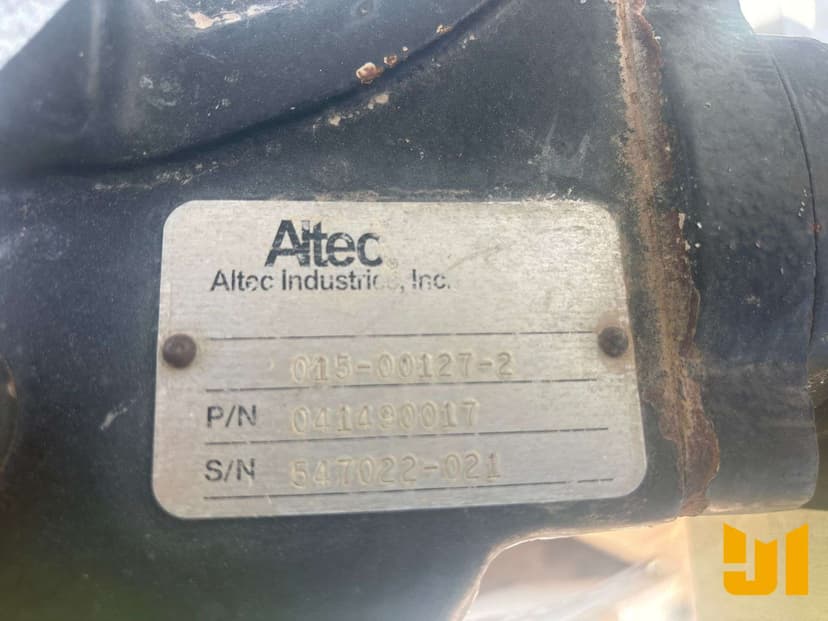 Altec®
Altec Industries, Inc.
015-00127-2
P/N 041490017
S/N 547022-021